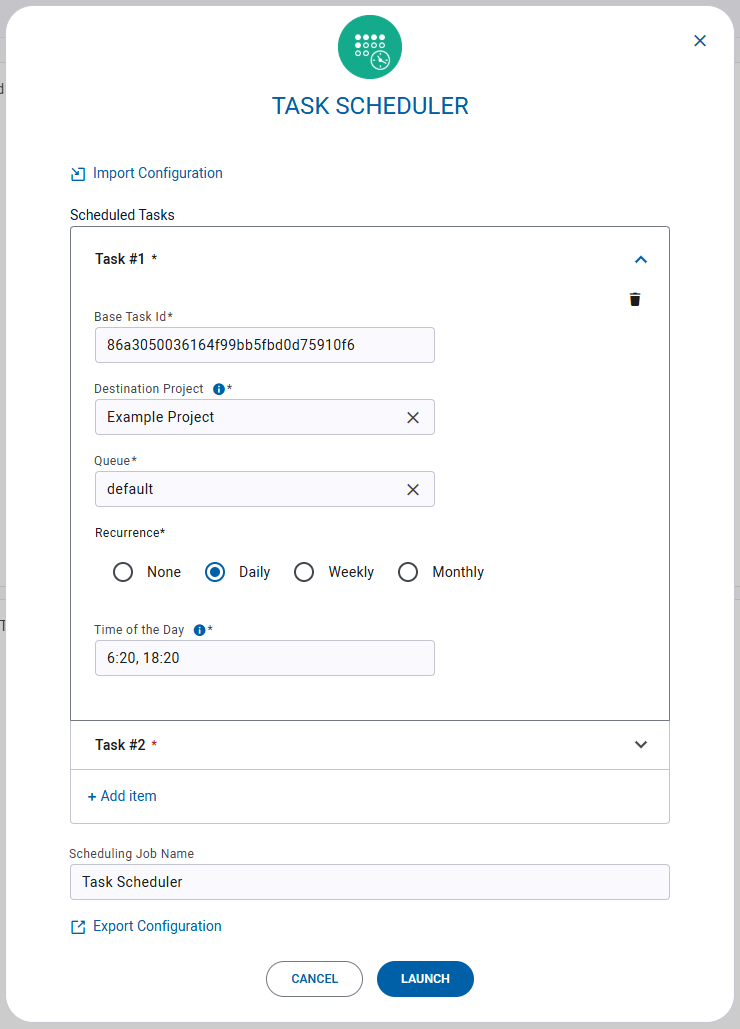 TASK SCHEDULER
Import Configuration
Scheduled Tasks
Task #1 *
Base Task Id*
86a3050036164f99bb5fbd0d75910f6
Destination Project *
Example Project
Queue*
default
Recurrence*
None Daily Weekly Monthly
Time of the Day *
6:20, 18:20
Task #2 *
+ Add item
Scheduling Job Name
Task Scheduler
Export Configuration
CANCEL LAUNCH